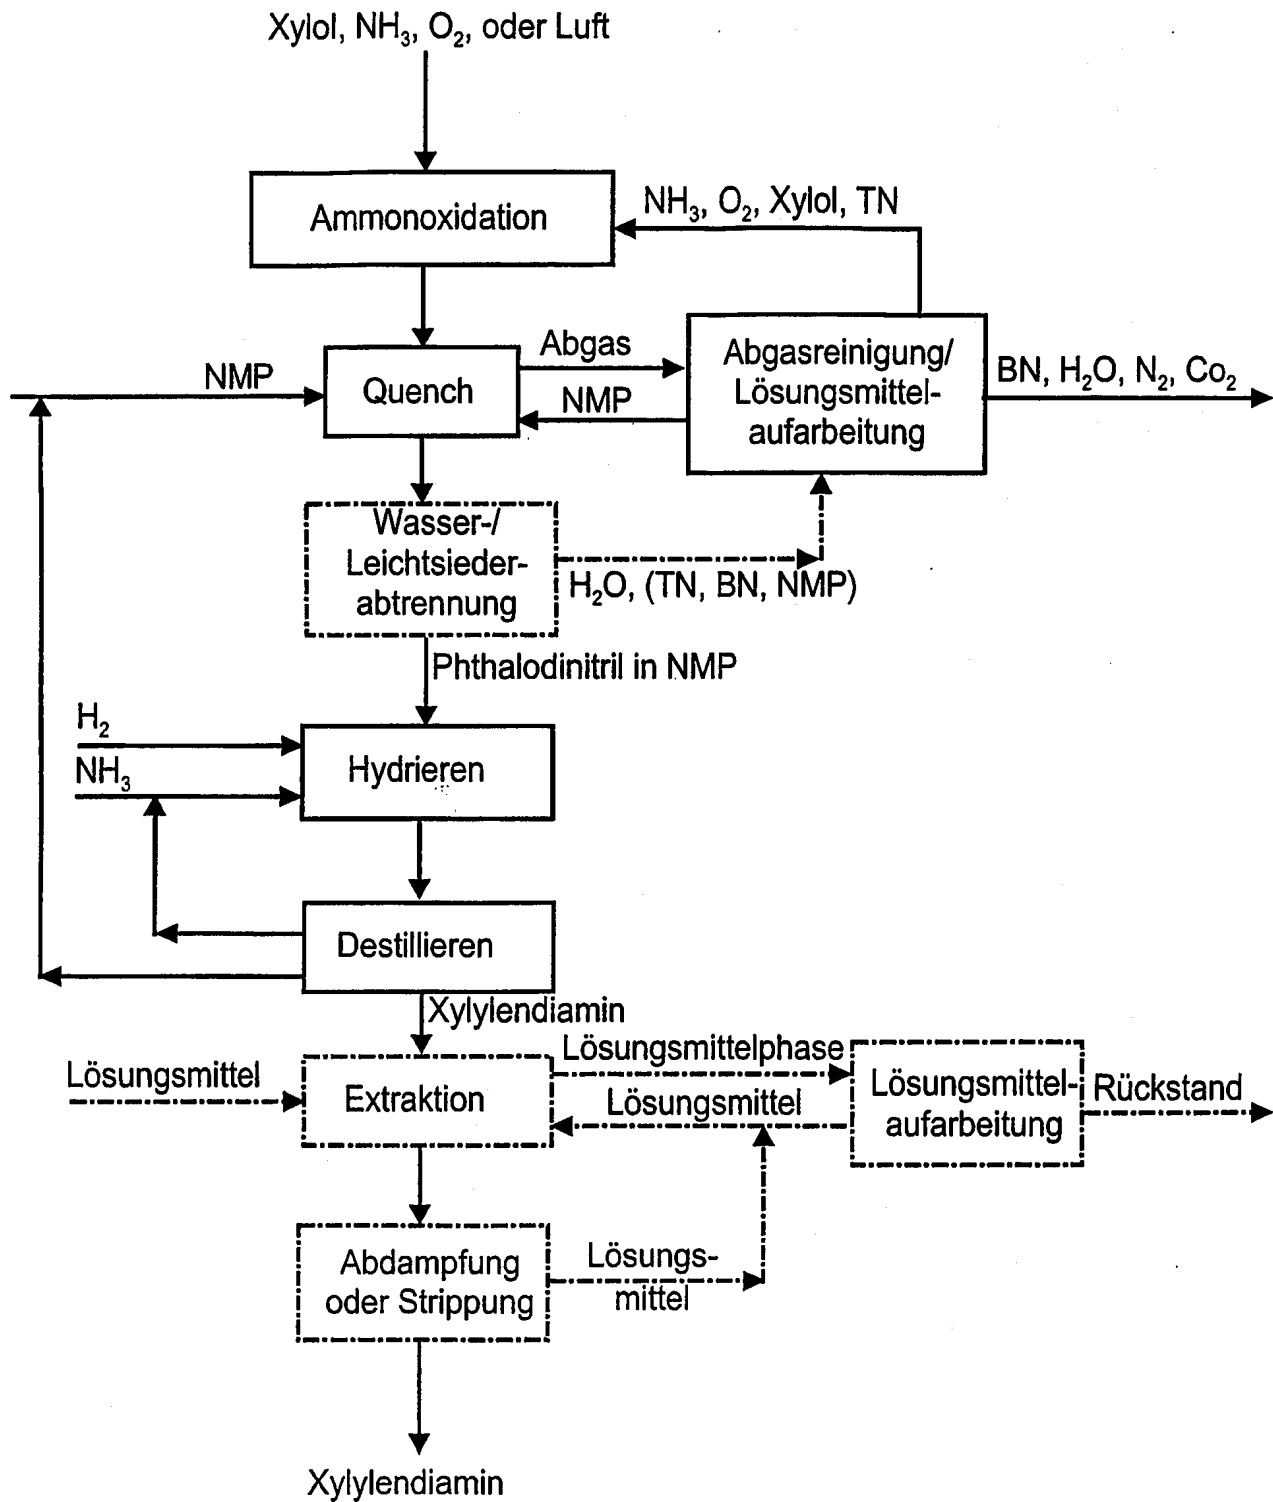 Xylol, NH₃, O₂, oder Luft
Ammonoxidation
NH₃, O₂, Xylol, TN
NMP
Quench
Abgas
NMP
Abgasreinigung/
Lösungsmittel-
aufarbeitung
BN, H₂O, N₂, Co₂
Wasser-/
Leichtsieder-
abtrennung
H₂O, (TN, BN, NMP)
Phthalodinitril in NMP
H₂
NH₃
Hydrieren
Destillieren
Xylylendiamin
Lösungsmittel
Extraktion
Lösungsmittelphase
Lösungsmittel
Lösungsmittel-
aufarbeitung
Rückstand
Abdampfung
oder Strippung
Lösungs-
mittel
Xylylendiamin